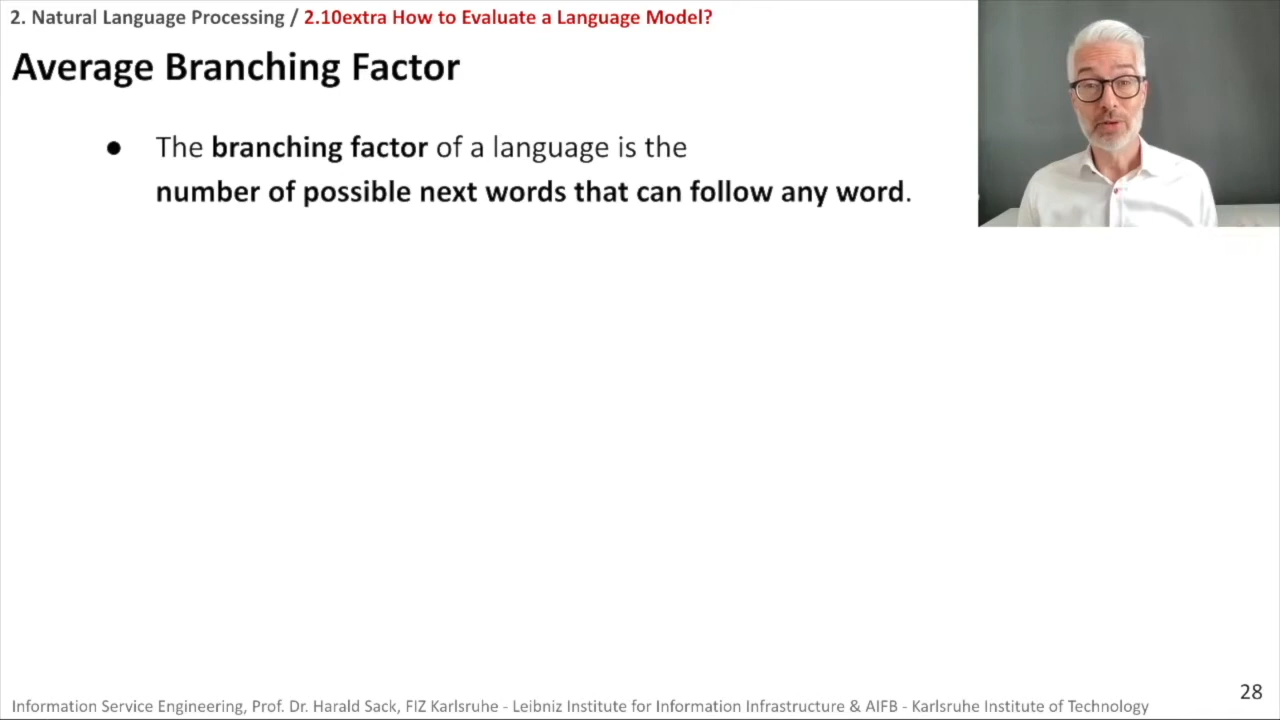 2. Natural Language Processing / 2.10extra How to Evaluate a Language Model?
Average Branching Factor
● The branching factor of a language is the
number of possible next words that can follow any word.
28
Information Service Engineering, Prof. Dr. Harald Sack, FIZ Karlsruhe - Leibniz Institute for Information Infrastructure & AIFB - Karlsruhe Institute of Technology